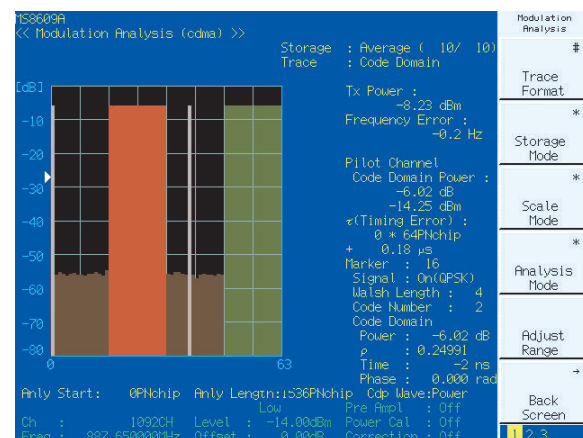 MS8609A
<< Modulation Analysis (cdma) >>
Storage : Average ( 10/ 10)
Trace : Code Domain
[dB]
-10
-20
-30
-40
-50
-60
-70
-80
0
63
Tx Power :
-8.23 dBm
Frequency Error :
-0.2 Hz
Pilot Channel
Code Domain Power :
-6.02 dB
-14.25 dBm
τ(Timing Error) :
0 * 64PNchip
+ 0.18 μs
Marker : 16
Signal : On(QPSK)
Walsh Length : 4
Code Number : 2
Code Domain
Power : -6.02 dB
ρ : 0.24991
Time : -2 ns
Phase : 0.000 rad
Anly Start: 0PNchip Anly Length:1536PNchip Cdp Wave:Power
Low Pre Ampl : Off
Ch : 1092CH Level : -14.00dBm Power Cal : Off
Freq : 897.650000MHz Offset : 0.00dB Correction : Off
Modulation
Analysis
#
Trace
Format
*
Storage
Mode
*
Scale
Mode
*
Analysis
Mode
Adjust
Range
→
Back
Screen
1 2 3